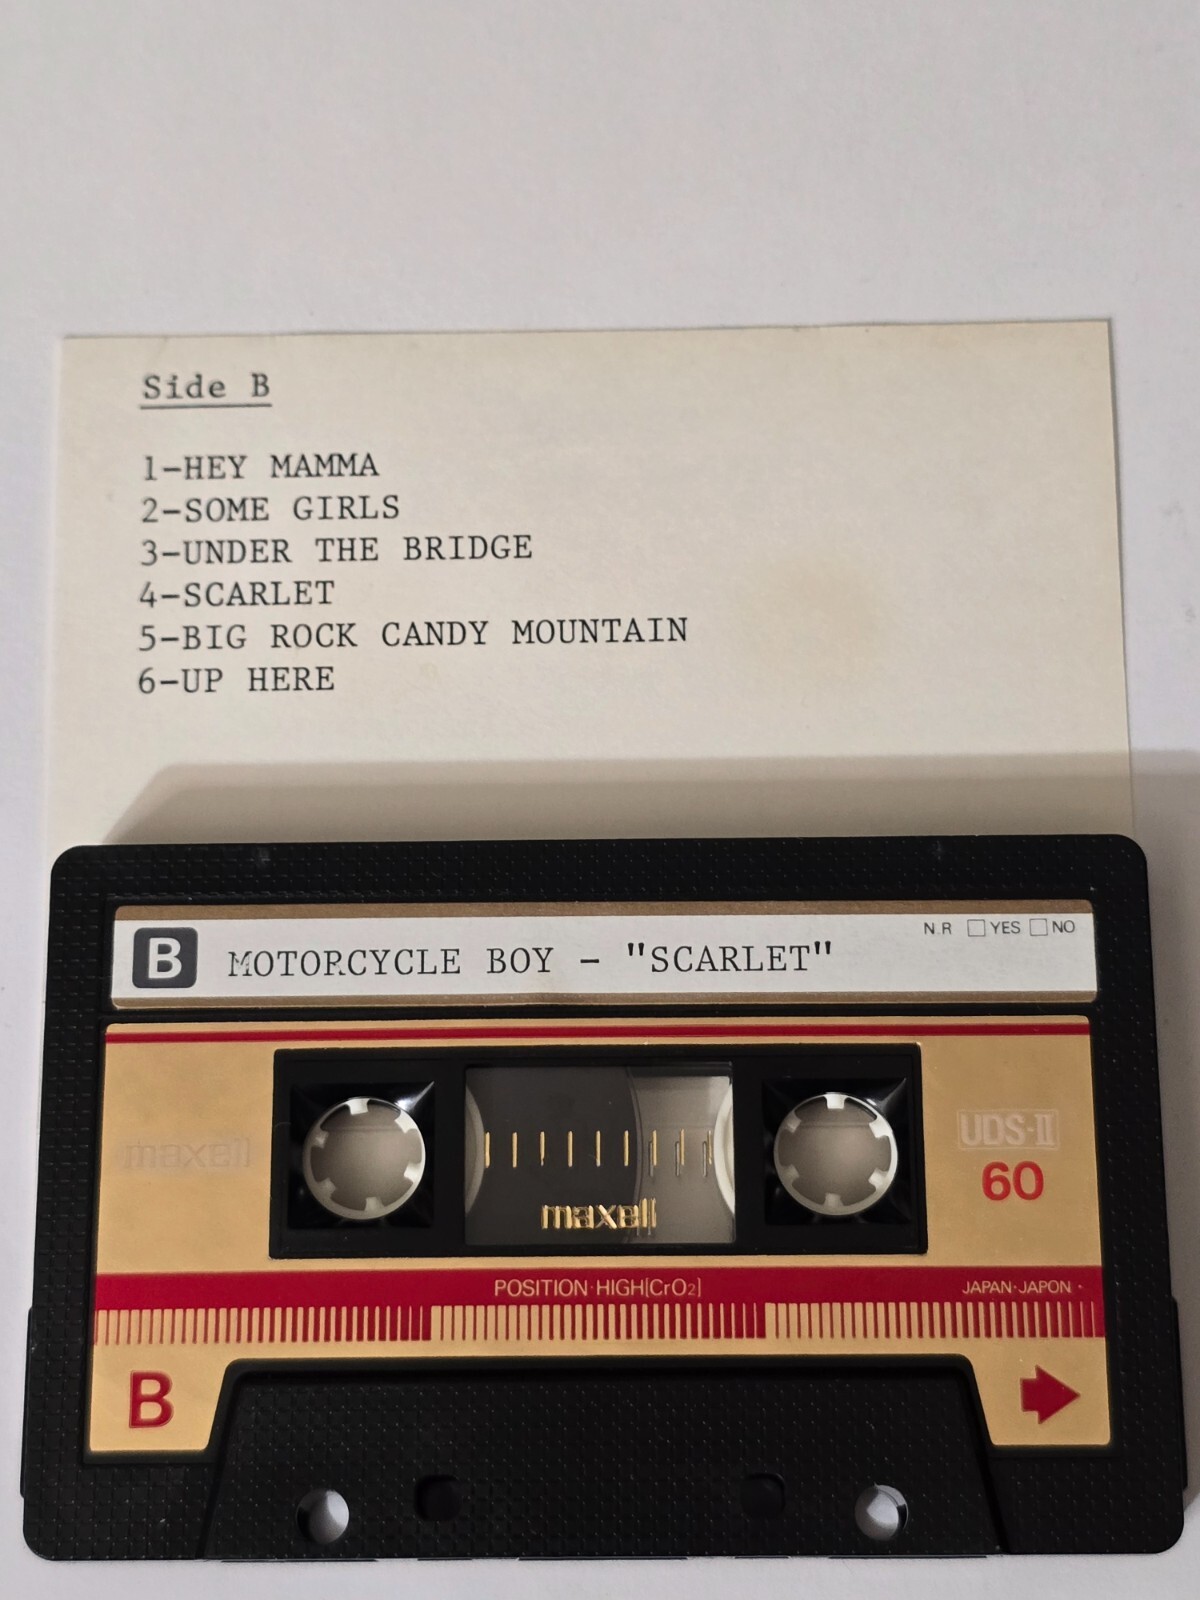 Side B
1-HEY MAMMA
2-SOME GIRLS
3-UNDER THE BRIDGE
4-SCARLET
5-BIG ROCK CANDY MOUNTAIN
6-UP HERE
B MOTORCYCLE BOY - "SCARLET" N.R □YES □NO
maxell
UDS-II
60
maxell
POSITION·HIGH[CrO2] JAPAN·JAPON·
B